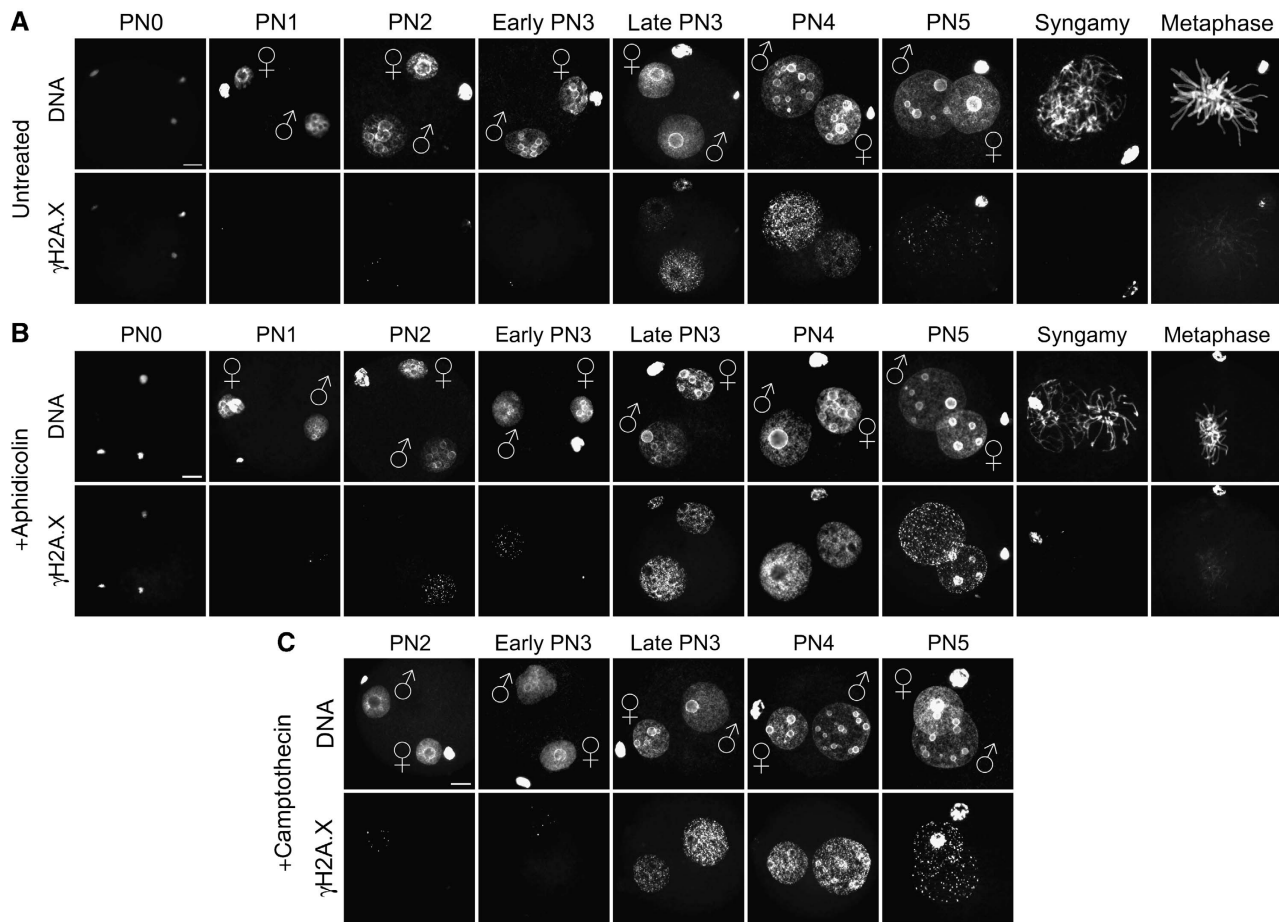 A
PN0 PN1 PN2 Early PN3 Late PN3 PN4 PN5 Syngamy Metaphase
Untreated
DNA
♀ ♀ ♀ ♀ ♂ ♂
♂ ♂ ♂ ♂ ♀ ♀
γH2A.X
B
PN0 PN1 PN2 Early PN3 Late PN3 PN4 PN5 Syngamy Metaphase
+Aphidicolin
DNA
♀ ♂ ♀ ♀ ♀ ♂ ♂
♂ ♂ ♂ ♀ ♀
γH2A.X
C
PN2 Early PN3 Late PN3 PN4 PN5
+Camptothecin
DNA
♂ ♂ ♀ ♂ ♀
♀ ♀ ♂ ♀ ♂
γH2A.X